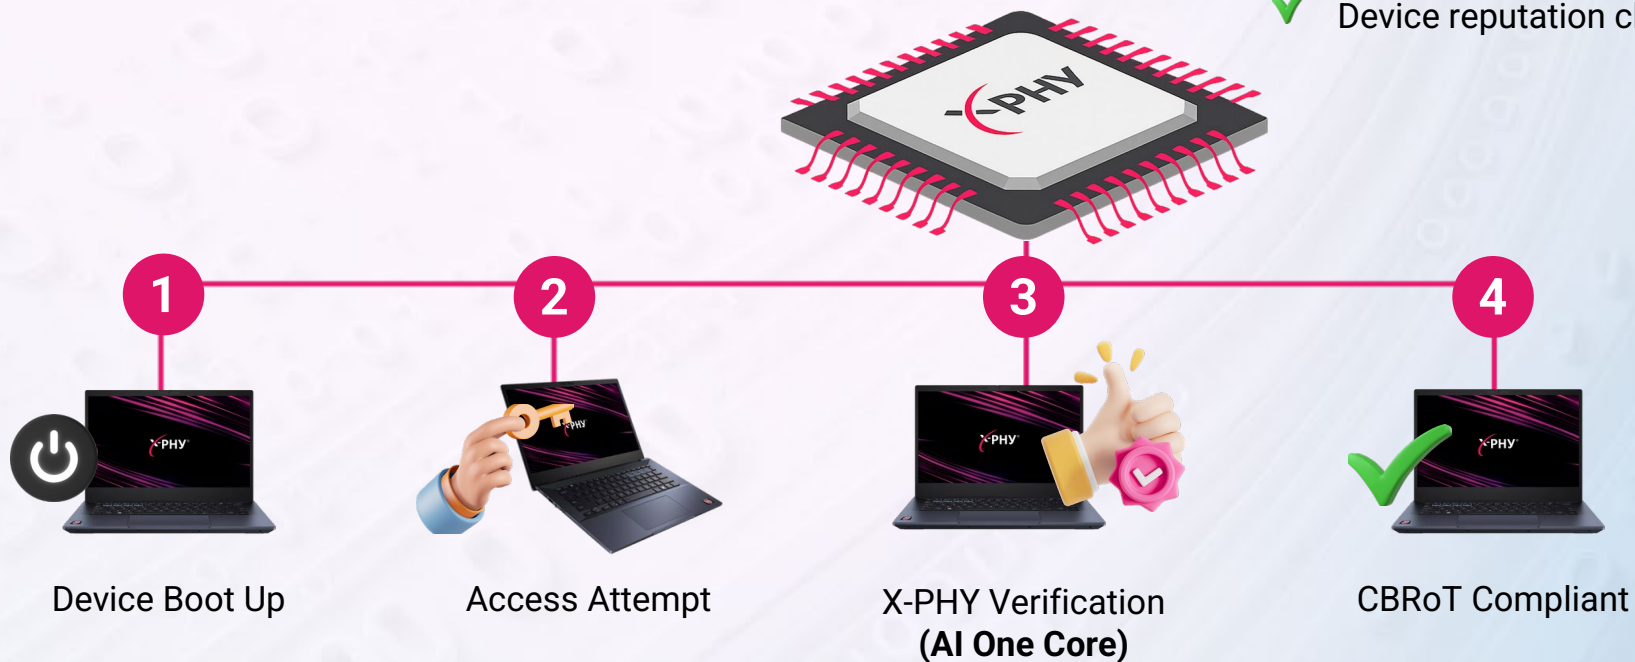 Device reputation
X-PHY
1
2
3
4
X-PHY
X-PHY
X-PHY
X-PHY
Device Boot Up
Access Attempt
X-PHY Verification
(AI One Core)
CBRoT Compliant